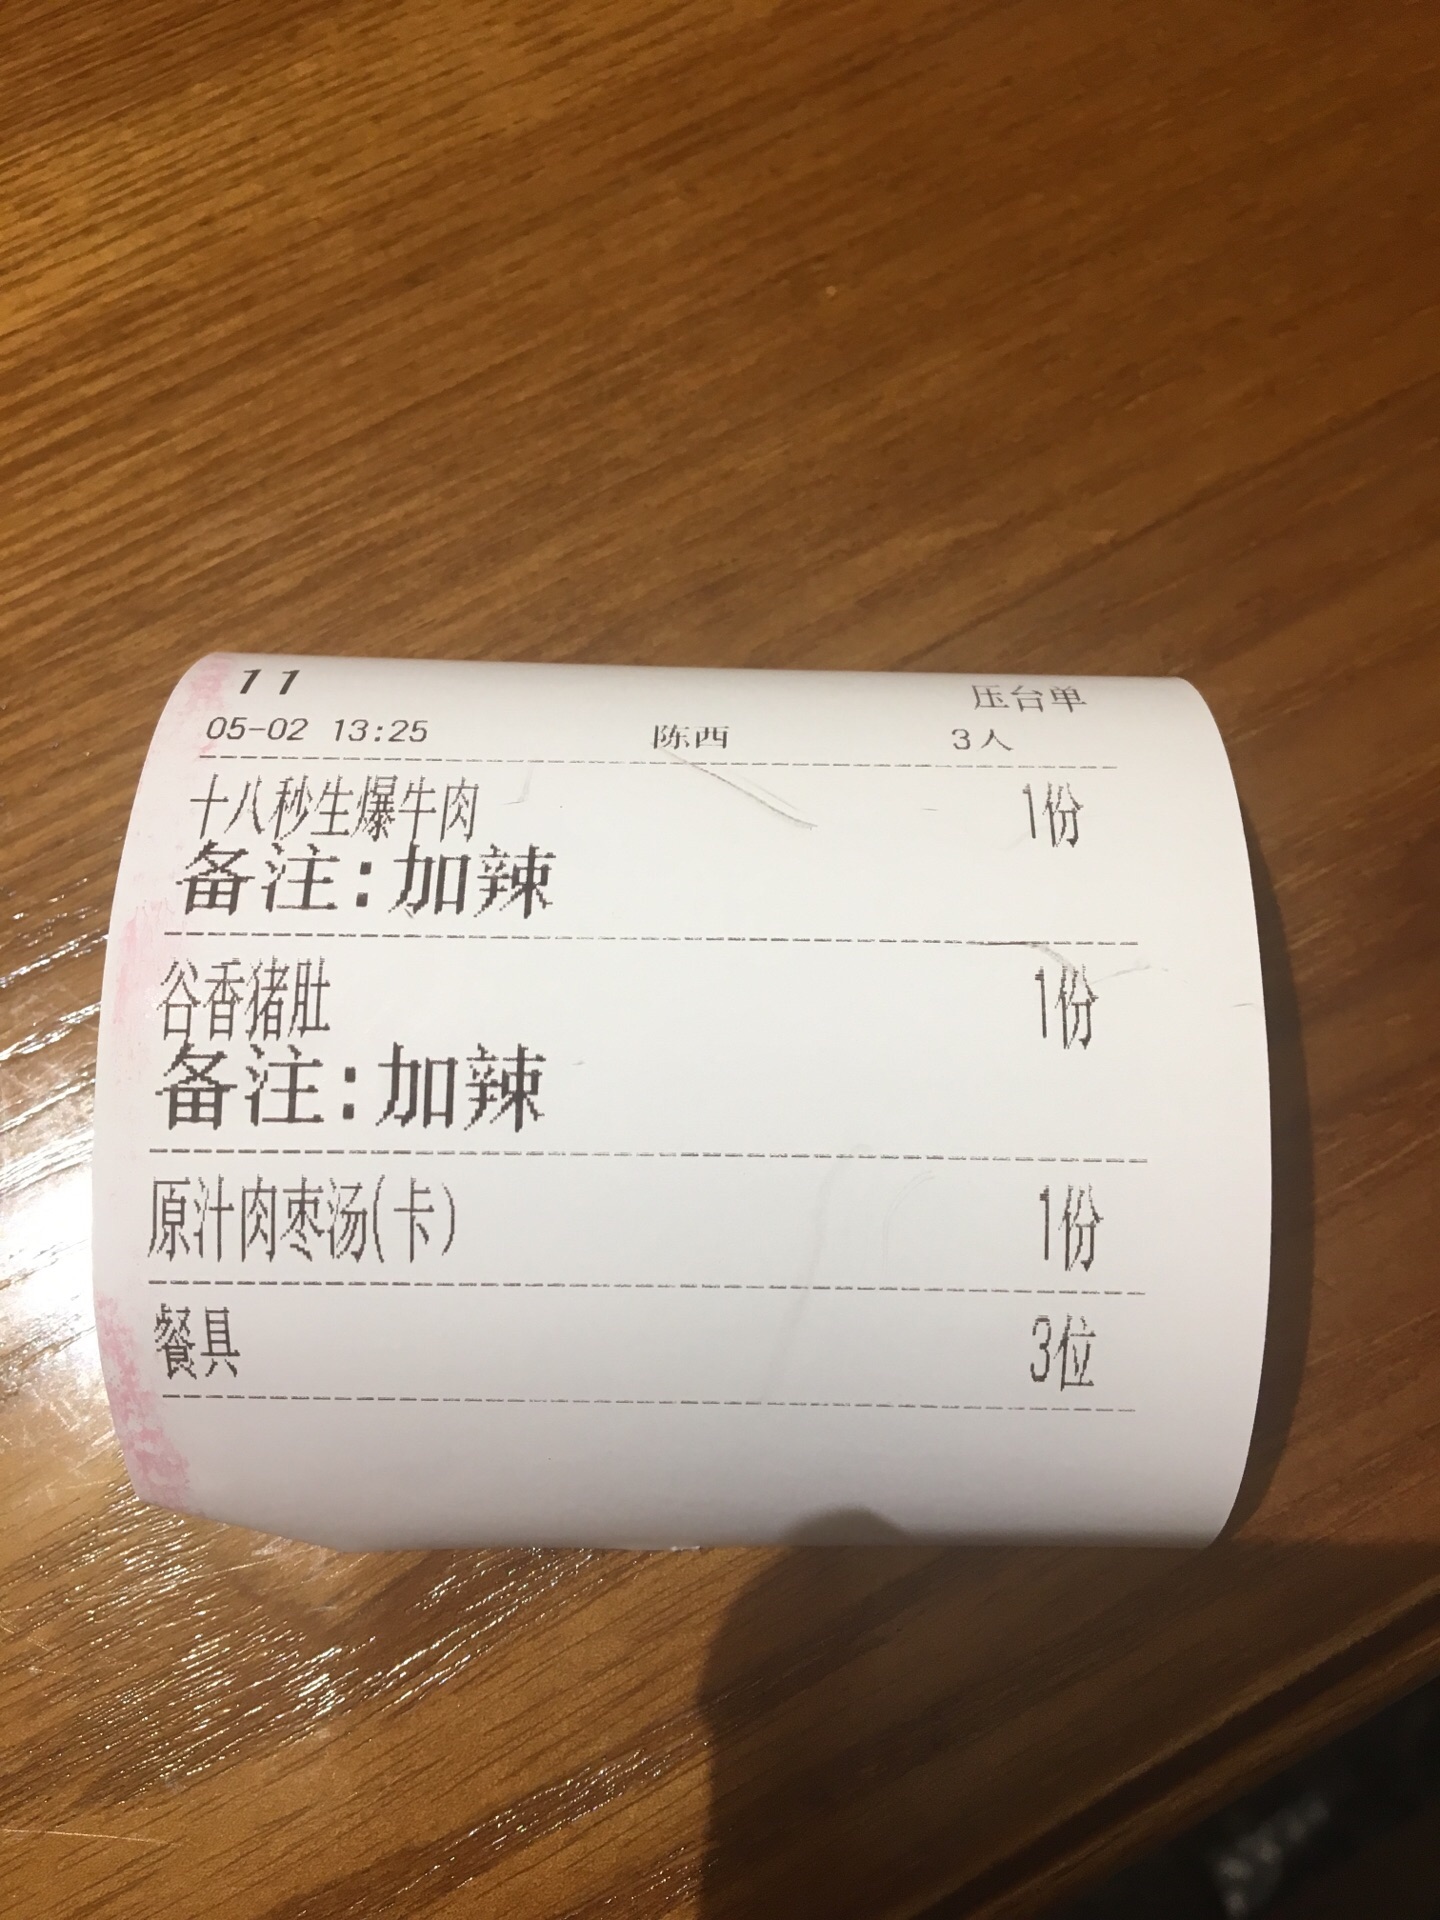 11 压台单
05-02 13:25 陈西 3人
十八秒生爆牛肉 1份
备注:加辣
谷香猪肚 1份
备注:加辣
原汁肉枣汤(卡) 1份
餐具 3位